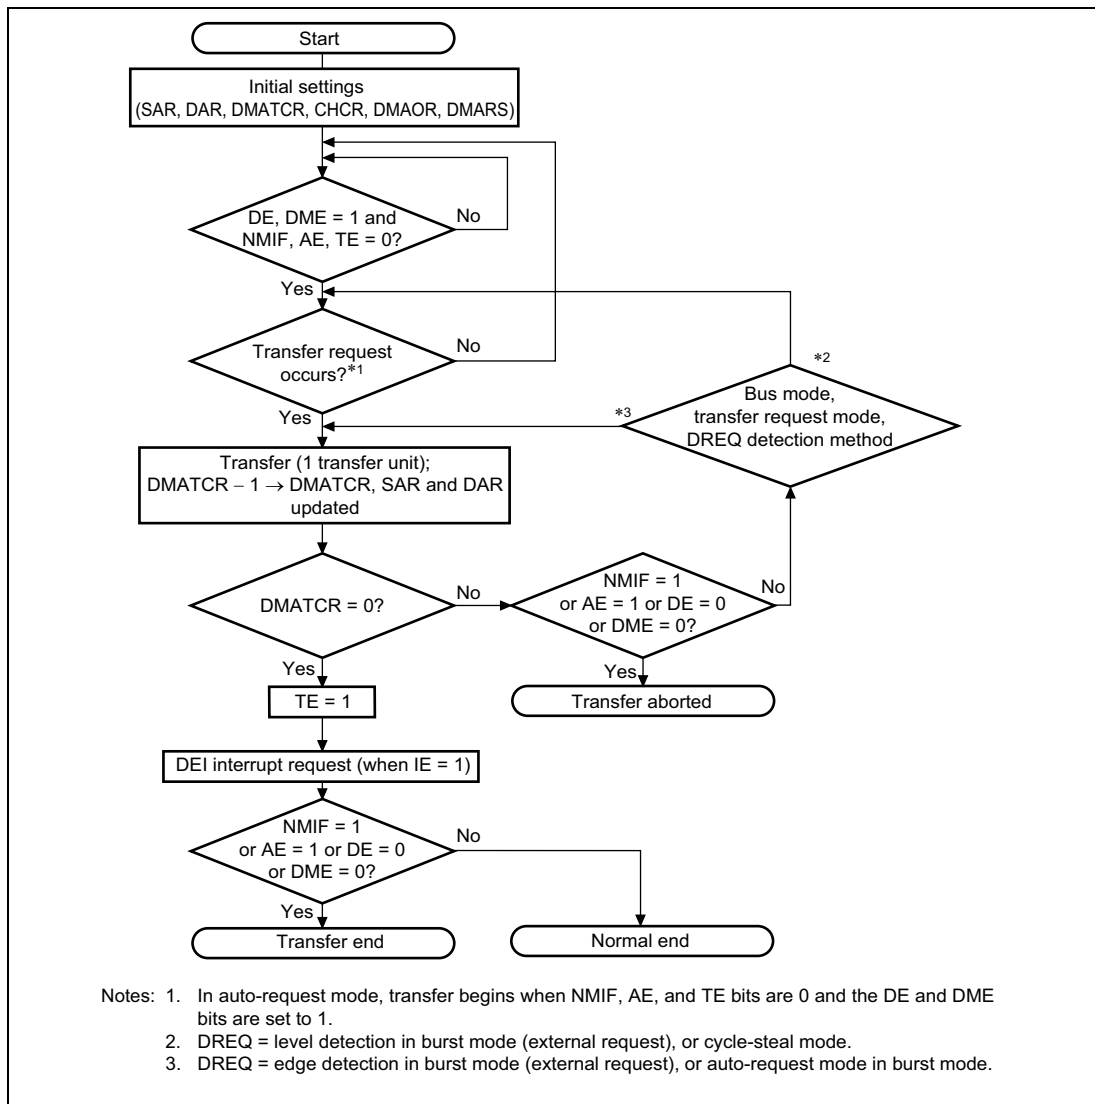 Start
Initial settings
(SAR, DAR, DMATCR, CHCR, DMAOR, DMARS)
DE, DME = 1 and
NMIF, AE, TE = 0?
No
Yes
Transfer request
occurs?*1
No
Yes
*2
Bus mode,
transfer request mode,
DREQ detection method
*3
Transfer (1 transfer unit);
DMATCR – 1 → DMATCR, SAR and DAR
updated
DMATCR = 0?
No
NMIF = 1
or AE = 1 or DE = 0
or DME = 0?
No
Yes
Transfer aborted
Yes
TE = 1
DEI interrupt request (when IE = 1)
NMIF = 1
or AE = 1 or DE = 0
or DME = 0?
No
Yes
Transfer end
Normal end
Notes: 1. In auto-request mode, transfer begins when NMIF, AE, and TE bits are 0 and the DE and DME
bits are set to 1.
2. DREQ = level detection in burst mode (external request), or cycle-steal mode.
3. DREQ = edge detection in burst mode (external request), or auto-request mode in burst mode.